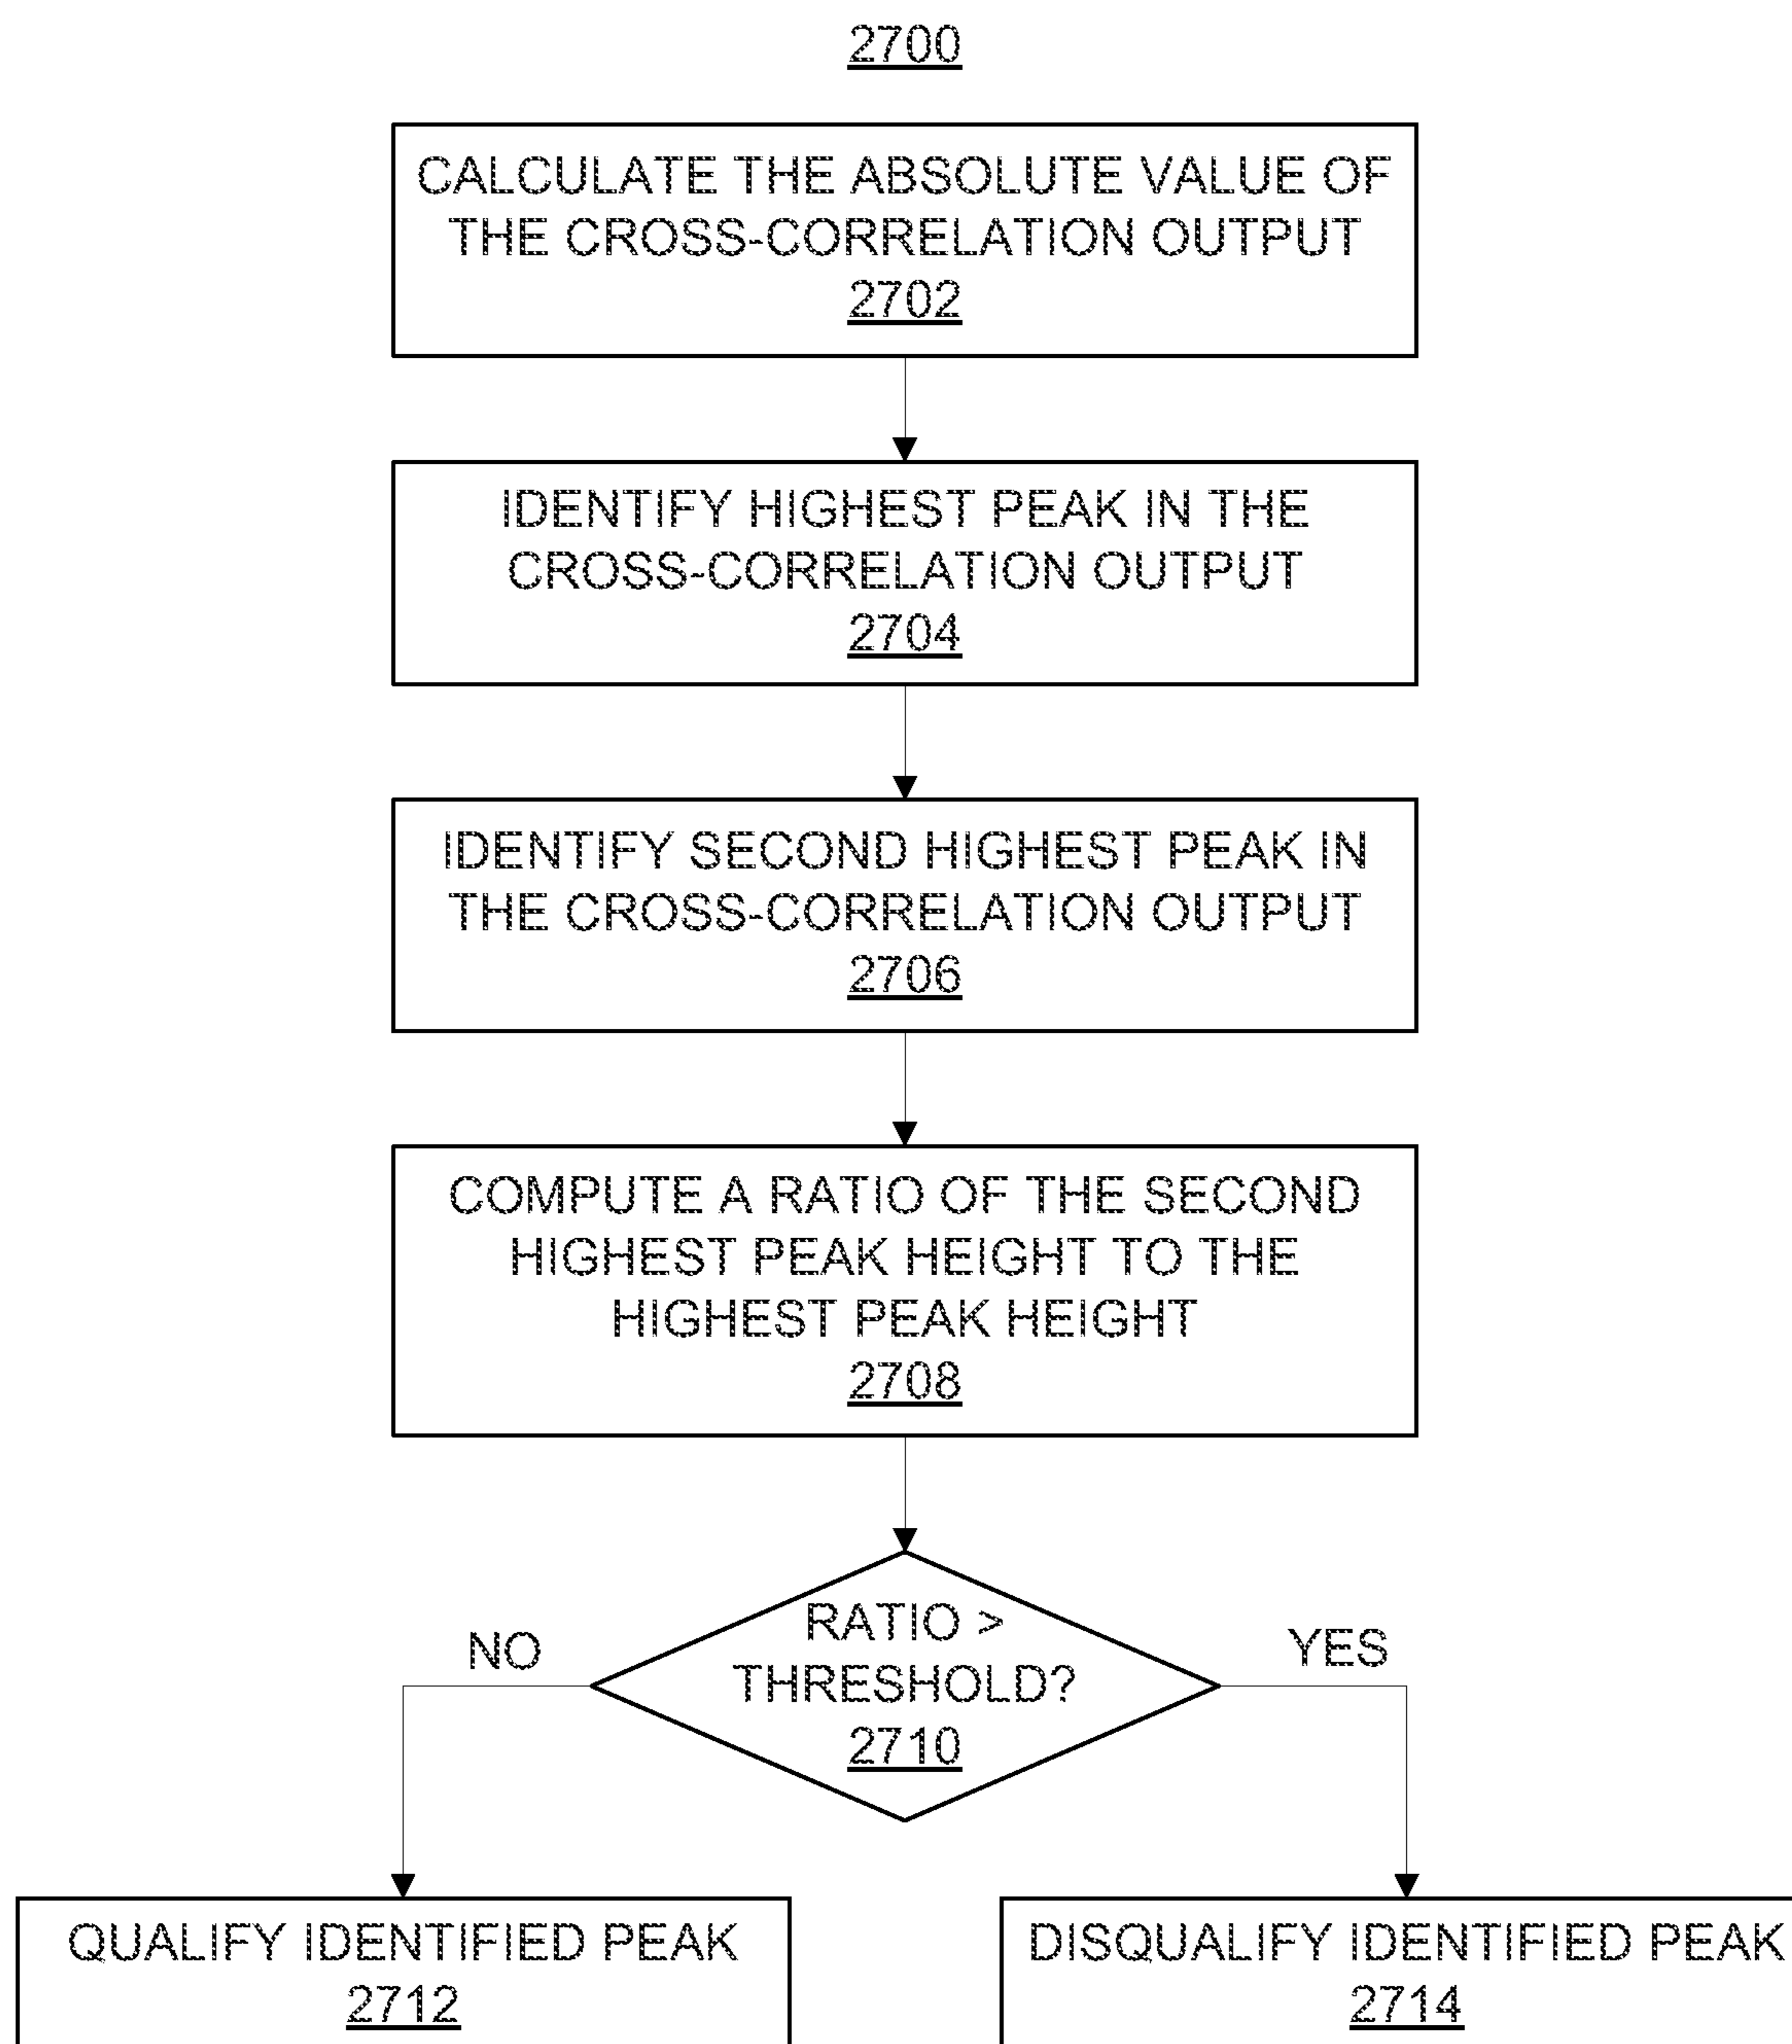 2700
CALCULATE THE ABSOLUTE VALUE OF
THE CROSS-CORRELATION OUTPUT
2702
IDENTIFY HIGHEST PEAK IN THE
CROSS-CORRELATION OUTPUT
2704
IDENTIFY SECOND HIGHEST PEAK IN
THE CROSS-CORRELATION OUTPUT
2706
COMPUTE A RATIO OF THE SECOND
HIGHEST PEAK HEIGHT TO THE
HIGHEST PEAK HEIGHT
2708
RATIO >
THRESHOLD?
2710
NO
YES
QUALIFY IDENTIFIED PEAK
2712
DISQUALIFY IDENTIFIED PEAK
2714